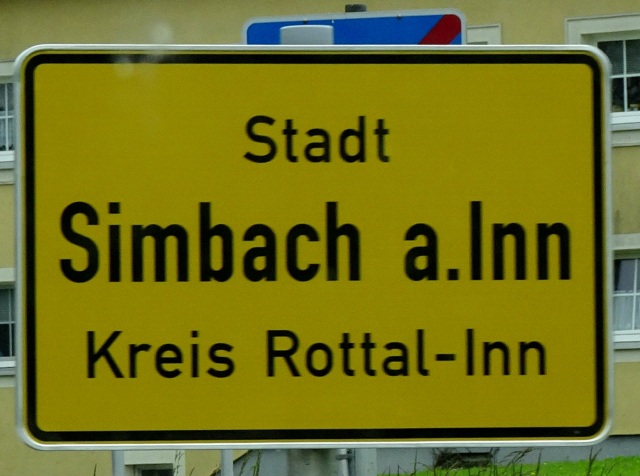 Stadt
Simbach a.Inn
Kreis Rottal-Inn